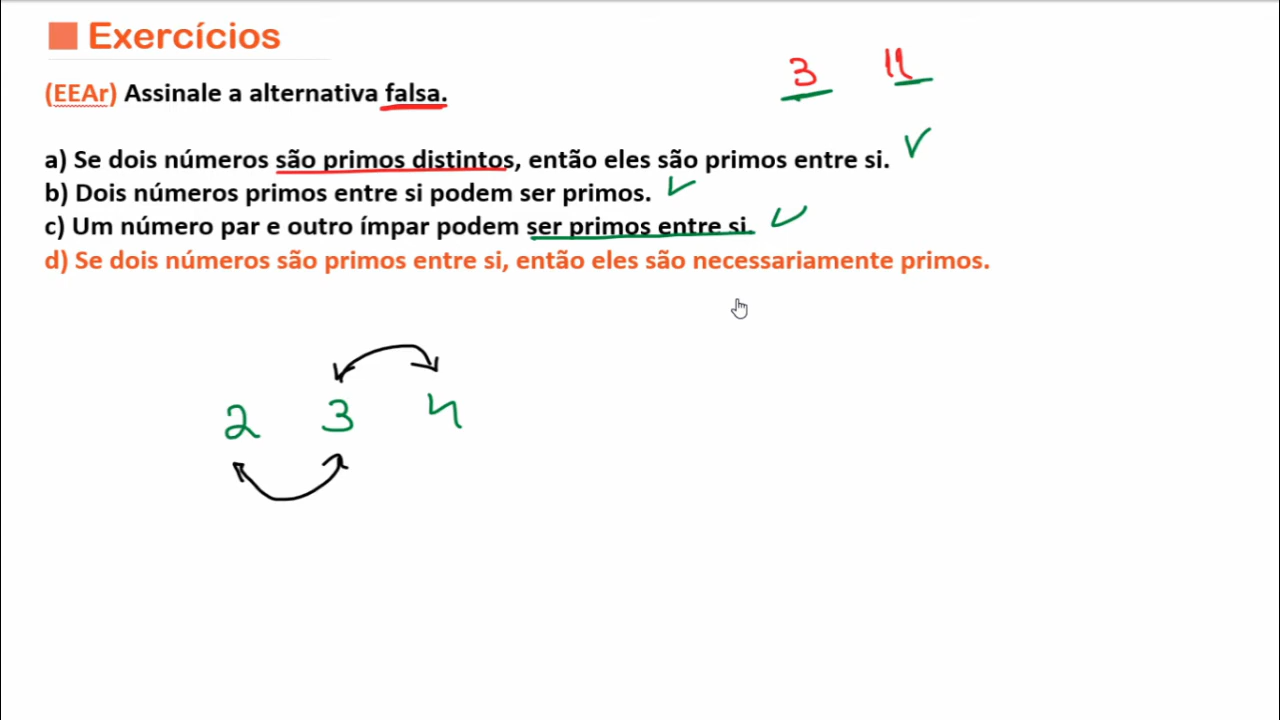 Exercícios
3 11
(EEAr) Assinale a alternativa falsa.
a) Se dois números são primos distintos, então eles são primos entre si.
b) Dois números primos entre si podem ser primos.
c) Um número par e outro ímpar podem ser primos entre si.
d) Se dois números são primos entre si, então eles são necessariamente primos.
2 3 4